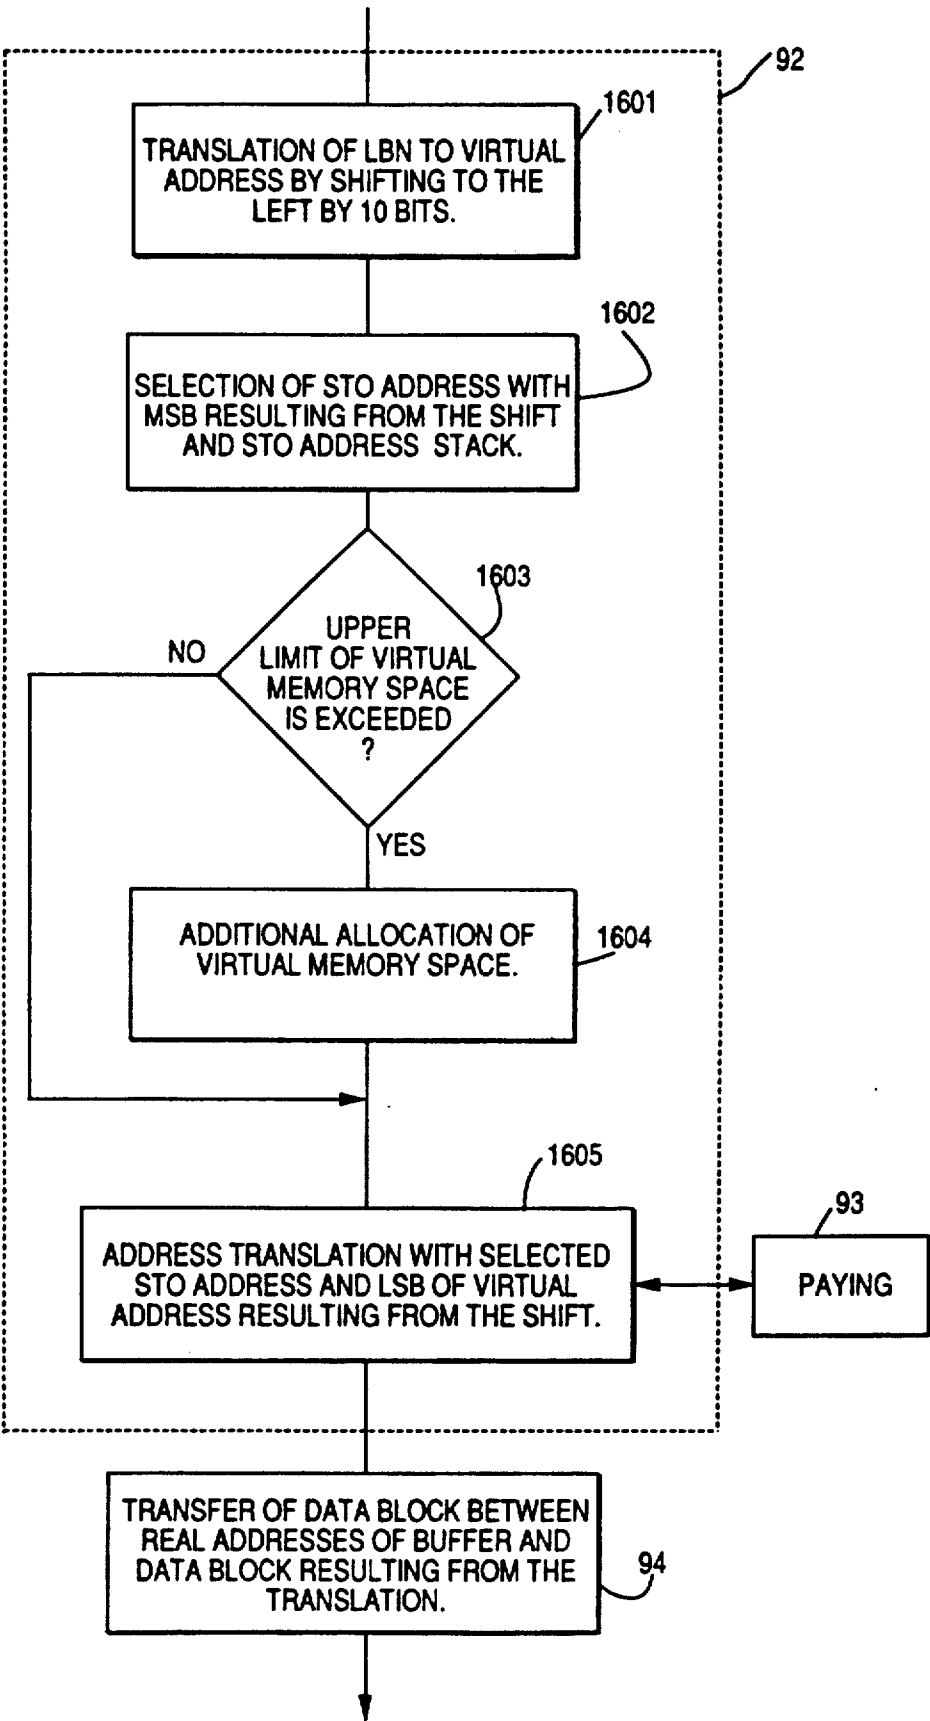 92
1601
TRANSLATION OF LBN TO VIRTUAL
ADDRESS BY SHIFTING TO THE
LEFT BY 10 BITS.
1602
SELECTION OF STO ADDRESS WITH
MSB RESULTING FROM THE SHIFT
AND STO ADDRESS STACK.
1603
UPPER
LIMIT OF VIRTUAL
MEMORY SPACE
IS EXCEEDED
?
NO
YES
1604
ADDITIONAL ALLOCATION OF
VIRTUAL MEMORY SPACE.
1605
ADDRESS TRANSLATION WITH SELECTED
STO ADDRESS AND LSB OF VIRTUAL
ADDRESS RESULTING FROM THE SHIFT.
93
PAYING
TRANSFER OF DATA BLOCK BETWEEN
REAL ADDRESSES OF BUFFER AND
DATA BLOCK RESULTING FROM THE
TRANSLATION.
94